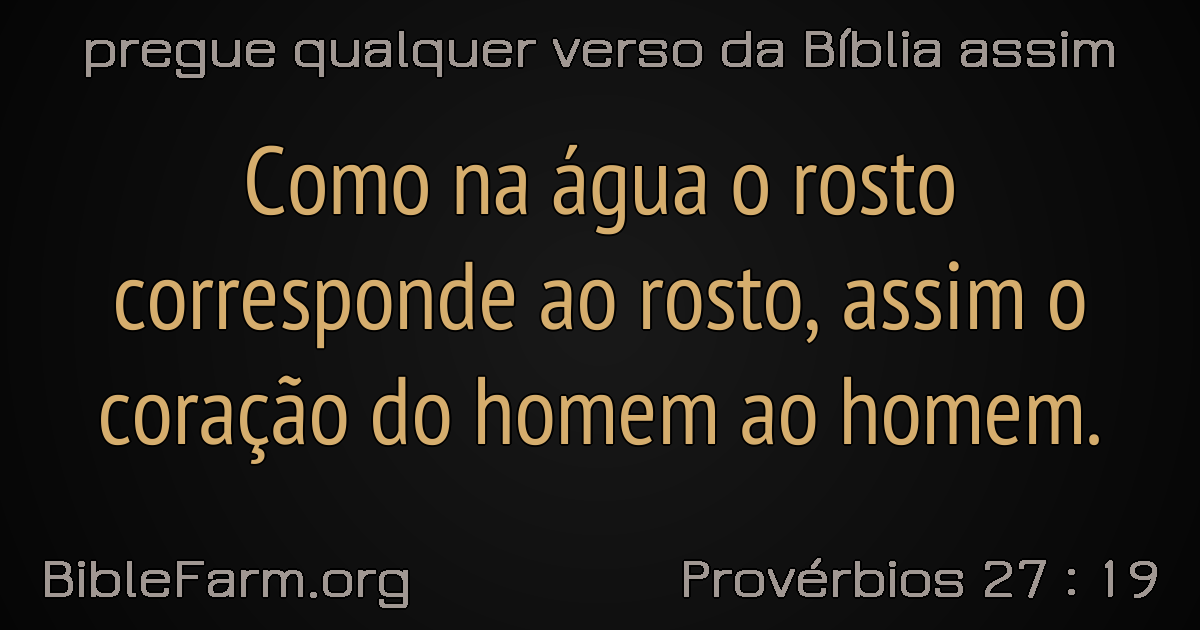 pregue qualquer verso da Bíblia assim
Como na água o rosto
corresponde ao rosto, assim o
coração do homem ao homem.
BibleFarm.org
Provérbios 27 : 19